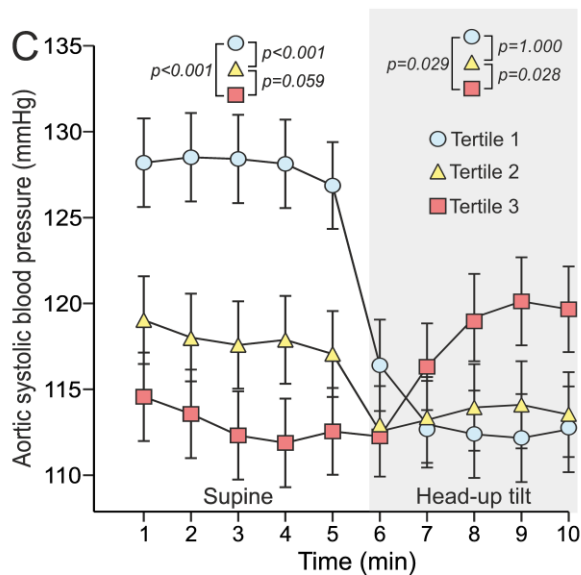 C
Aortic systolic blood pressure (mmHg)
135
130
125
120
115
110
p<0.001
p<0.001
p=0.059
p=0.029
p=1.000
p=0.028
Tertile 1
Tertile 2
Tertile 3
Supine
Head-up tilt
1 2 3 4 5 6 7 8 9 10
Time (min)